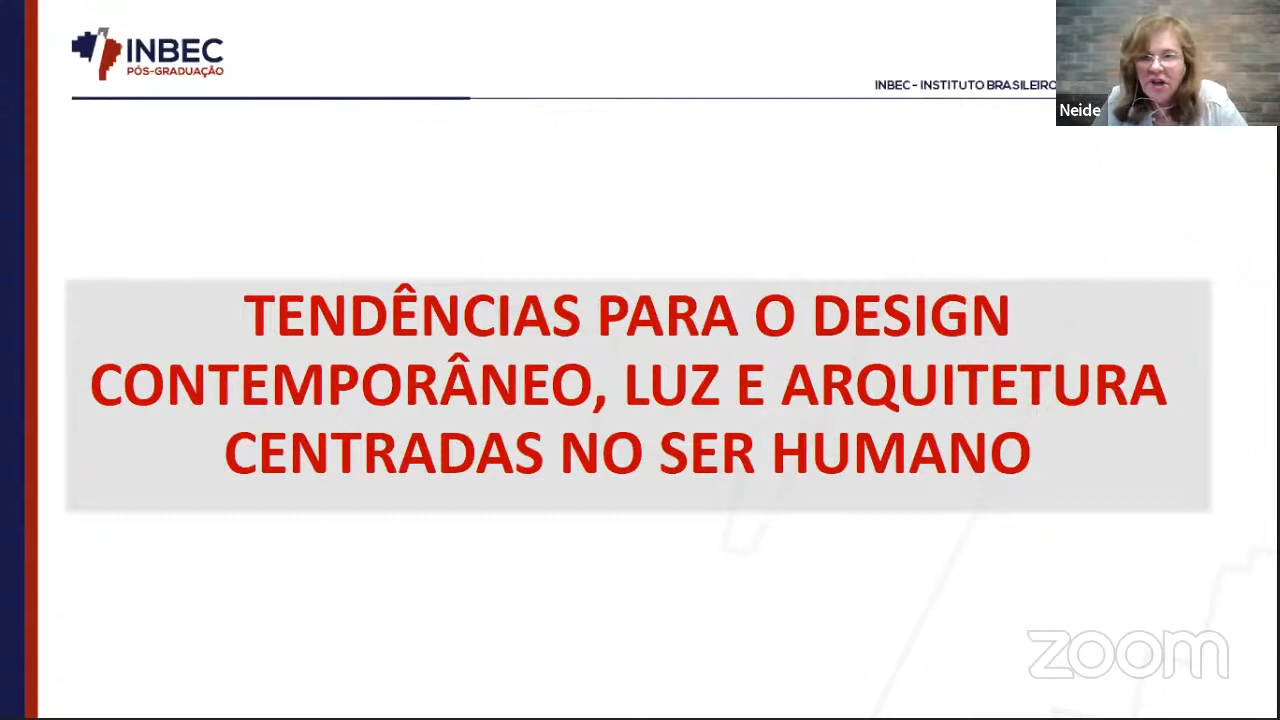 INBEC
PÓS-GRADUAÇÃO
INBEC - INSTITUTO BRASILEIRO
Neide
TENDÊNCIAS PARA O DESIGN
CONTEMPORÂNEO, LUZ E ARQUITETURA
CENTRADAS NO SER HUMANO
zoom